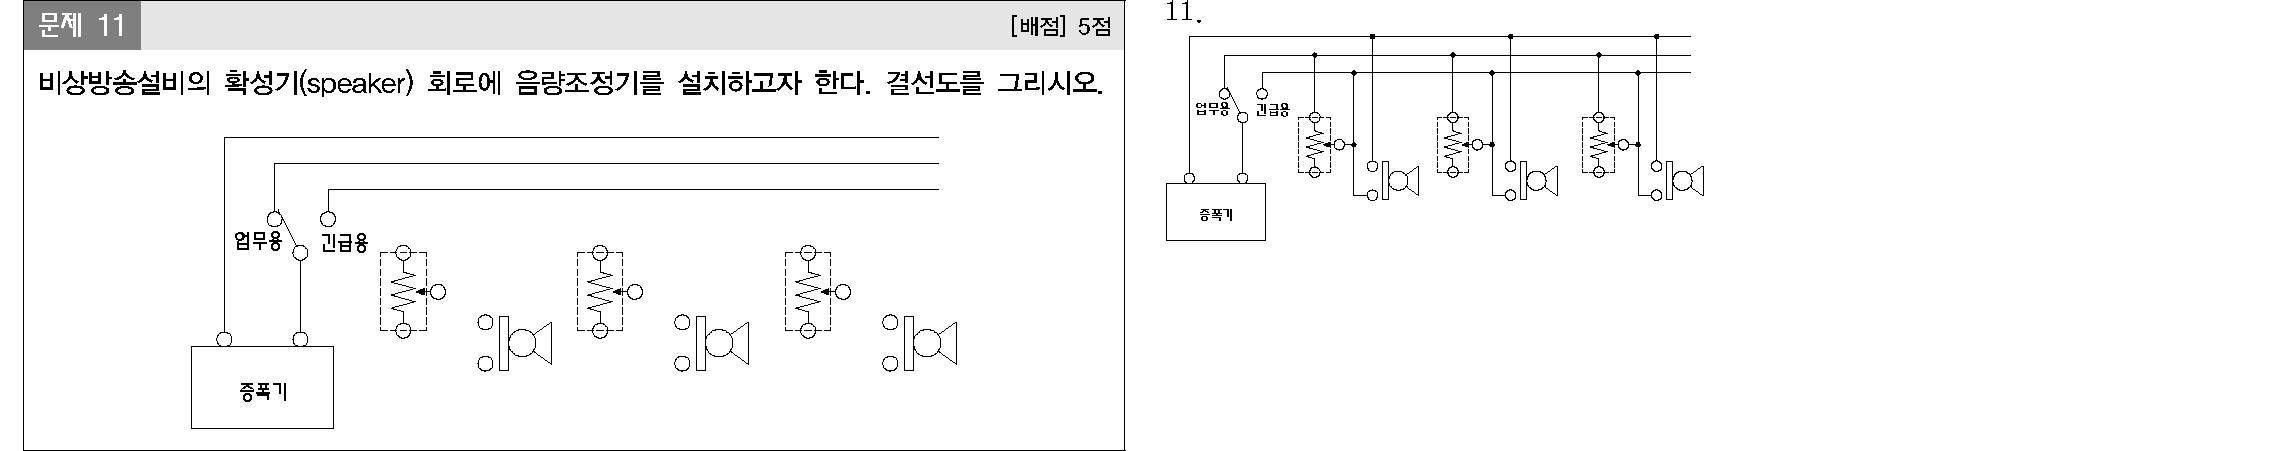 문제 11
[배점] 5점
비상방송설비의 확성기(speaker) 회로에 음량조정기를 설치하고자 한다. 결선도를 그리시오.
업무용
긴급용
증폭기
11.
업무용
긴급용
증폭기